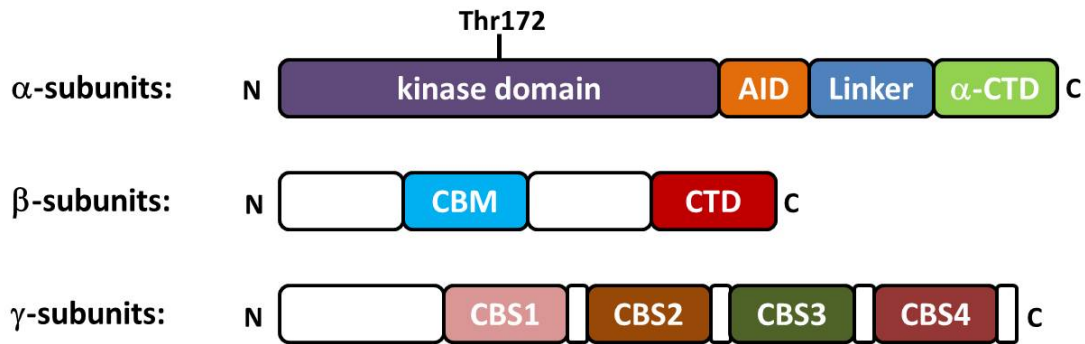 Thr172
α-subunits: N kinase domain AID Linker α-CTD C
β-subunits: N CBM CTD C
γ-subunits: N CBS1 CBS2 CBS3 CBS4 C